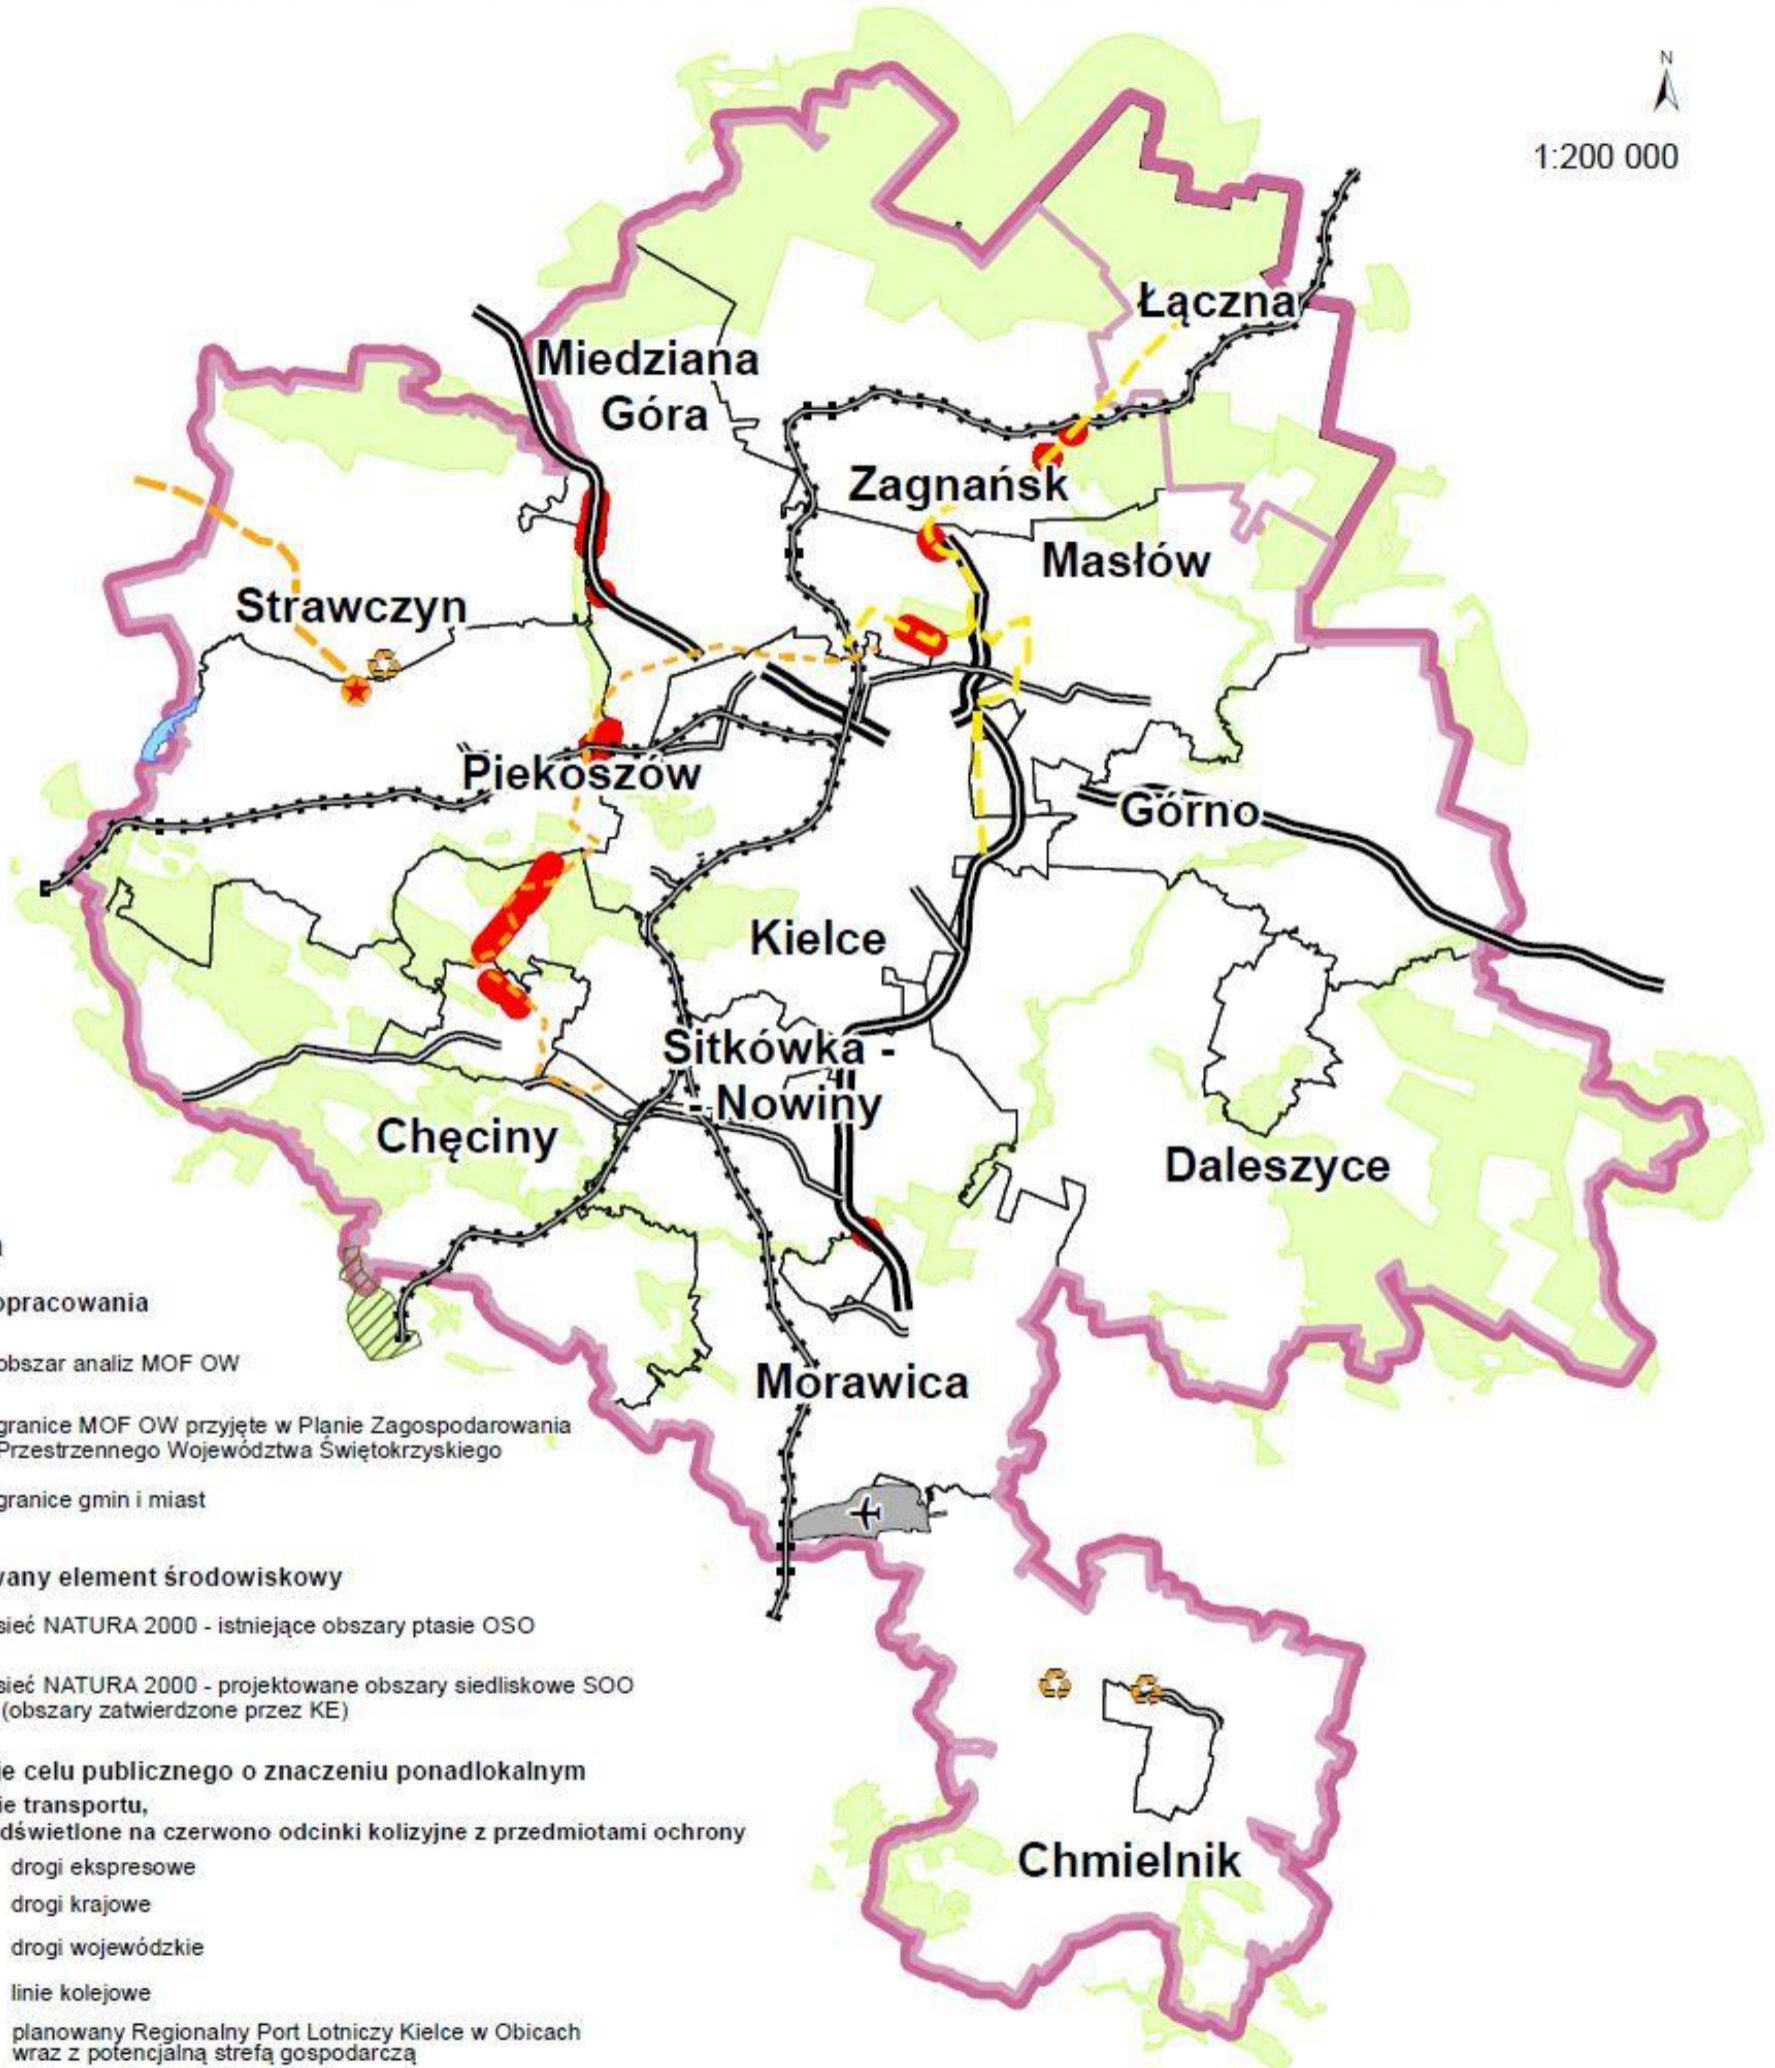 N
1:200 000
Łączna
Miedziana
Góra
Zagnańsk
Masłów
Strawczyn
Piekoszów
Górno
Kielce
Sitkówka -
- Nowiny
Chęciny
Daleszyce
Morawica
Chmielnik
opracowania
obszar analiz MOF OW
granice MOF OW przyjęte w Planie Zagospodarowania
Przestrzennego Województwa Świętokrzyskiego
granice gmin i miast
wany element środowiskowy
sieć NATURA 2000 - istniejące obszary ptasie OSO
sieć NATURA 2000 - projektowane obszary siedliskowe SOO
(obszary zatwierdzone przez KE)
je celu publicznego o znaczeniu ponadlokalnym
ie transportu,
dświetlone na czerwono odcinki kolizyjne z przedmiotami ochrony
drogi ekspresowe
drogi krajowe
drogi wojewódzkie
linie kolejowe
planowany Regionalny Port Lotniczy Kielce w Obicach
wraz z potencjalną strefą gospodarczą